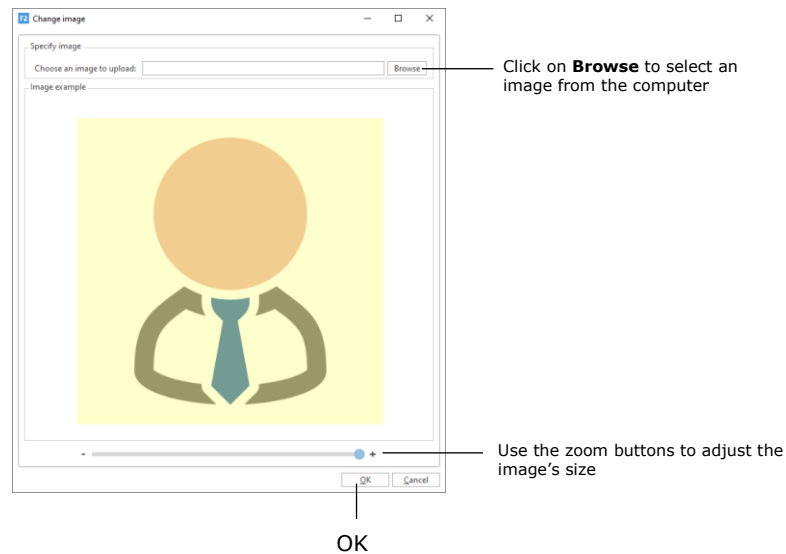 F2 Change image
Specify image
Choose an image to upload: Browse
Click on Browse to select an
image from the computer
Image example
- +
Use the zoom buttons to adjust the
image's size
OK Cancel
OK